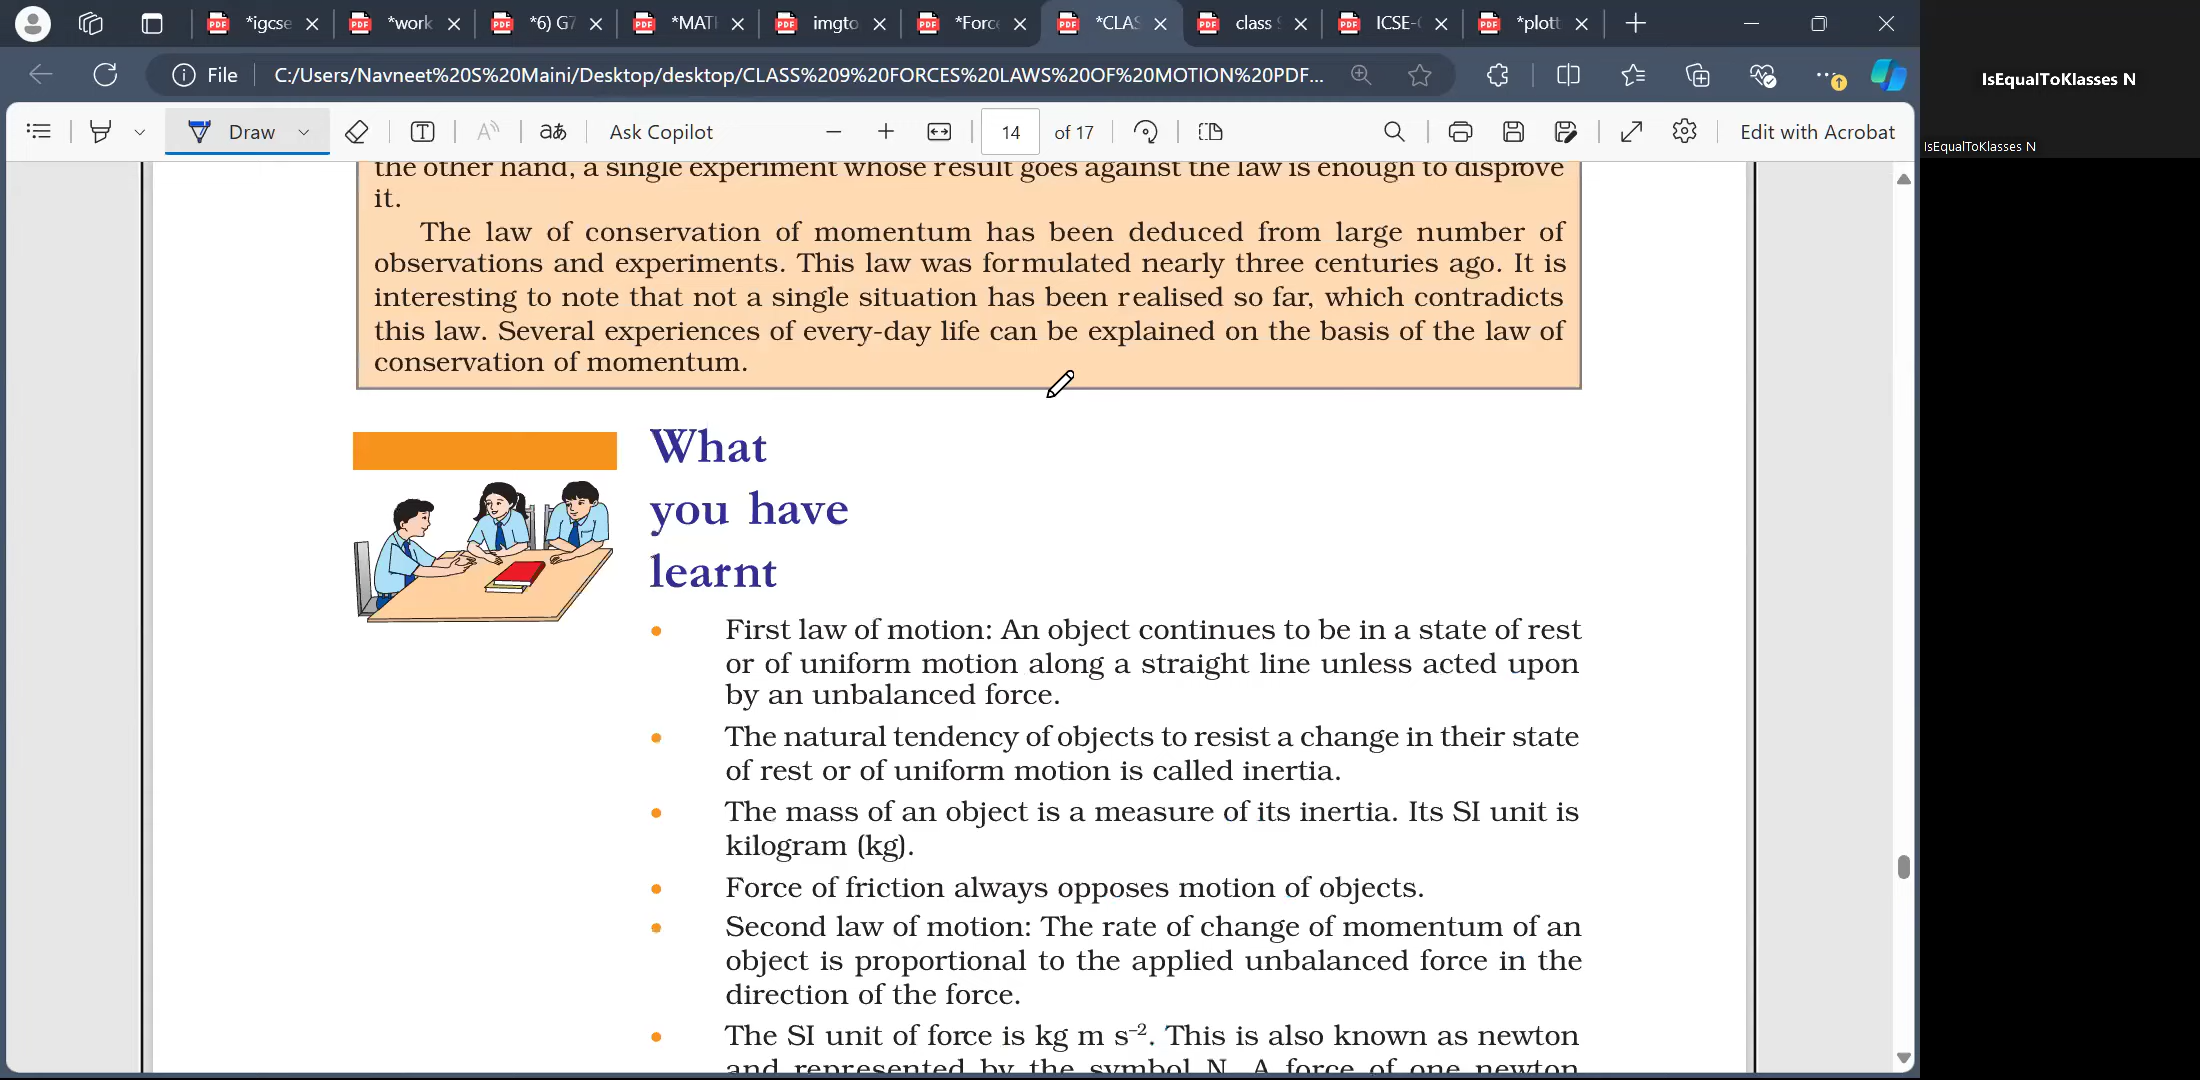 *igcse
*work
*6) G7
*MATH
imgto
*Force
*CLAS
class
ICSE-
*plott
File
C:/Users/Navneet%20S%20Maini/Desktop/desktop/CLASS%209%20FORCES%20LAWS%20OF%20MOTION%20PDF...
Draw
Ask Copilot
14 of 17
Edit with Acrobat
IsEqualToKlasses N
IsEqualToKlasses N
the other hand, a single experiment whose result goes against the law is enough to disprove
it.
The law of conservation of momentum has been deduced from large number of
observations and experiments. This law was formulated nearly three centuries ago. It is
interesting to note that not a single situation has been realised so far, which contradicts
this law. Several experiences of every-day life can be explained on the basis of the law of
conservation of momentum.
What
you have
learnt
• First law of motion: An object continues to be in a state of rest
or of uniform motion along a straight line unless acted upon
by an unbalanced force.
• The natural tendency of objects to resist a change in their state
of rest or of uniform motion is called inertia.
• The mass of an object is a measure of its inertia. Its SI unit is
kilogram (kg).
• Force of friction always opposes motion of objects.
• Second law of motion: The rate of change of momentum of an
object is proportional to the applied unbalanced force in the
direction of the force.
• The SI unit of force is kg m s⁻². This is also known as newton
and represented by the symbol N. A force of one newton